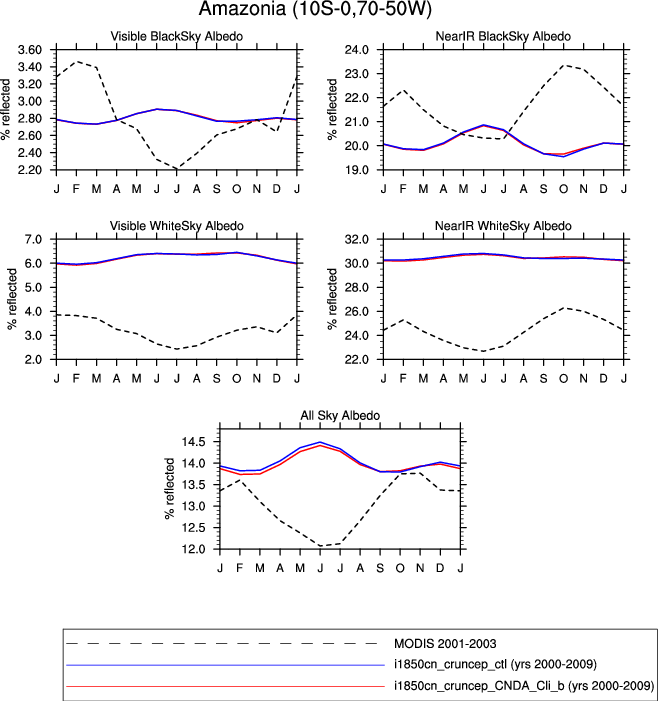 Amazonia (10S-0,70-50W)
Visible BlackSky Albedo
% reflected
3.60
3.40
3.20
3.00
2.80
2.60
2.40
2.20
J F M A M J J A S O N D J
NearIR BlackSky Albedo
% reflected
24.0
23.0
22.0
21.0
20.0
19.0
J F M A M J J A S O N D J
Visible WhiteSky Albedo
% reflected
7.0
6.0
5.0
4.0
3.0
2.0
J F M A M J J A S O N D J
NearIR WhiteSky Albedo
% reflected
32.0
30.0
28.0
26.0
24.0
22.0
J F M A M J J A S O N D J
All Sky Albedo
% reflected
14.5
14.0
13.5
13.0
12.5
12.0
J F M A M J J A S O N D J
MODIS 2001-2003
i1850cn_cruncep_ctl (yrs 2000-2009)
i1850cn_cruncep_CNDA_Cli_b (yrs 2000-2009)